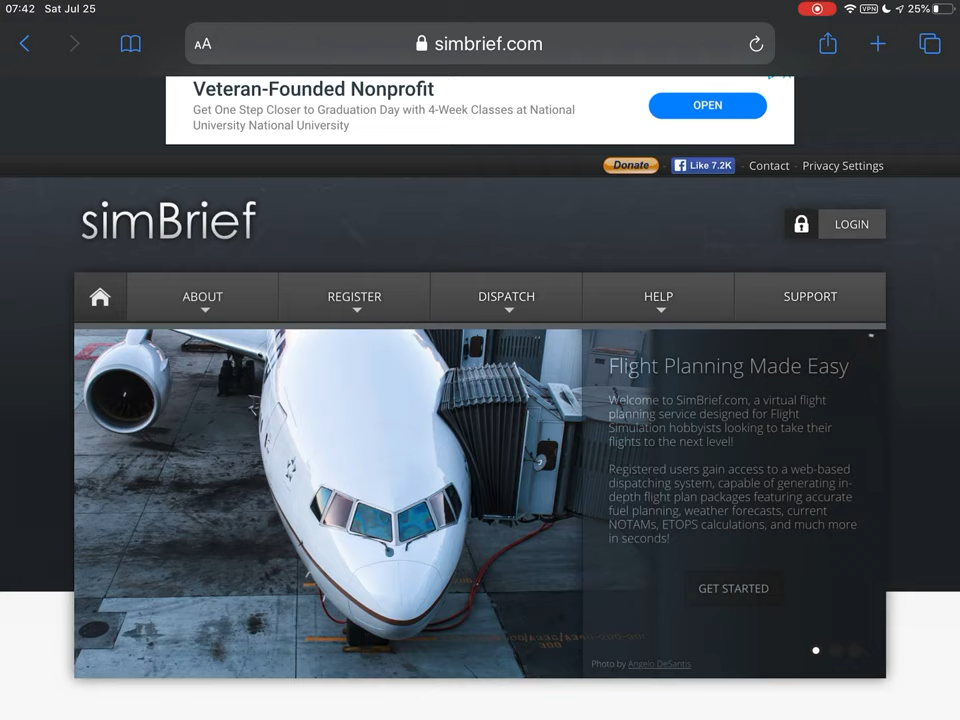 07:42 Sat Jul 25
VPN 25%
AA simbrief.com
Veteran-Founded Nonprofit
Get One Step Closer to Graduation Day with 4-Week Classes at National
University National University
OPEN
Donate - Like 7.2K - Contact - Privacy Settings
simBrief
LOGIN
ABOUT REGISTER DISPATCH HELP SUPPORT
Flight Planning Made Easy
Welcome to SimBrief.com, a virtual flight
planning service designed for Flight
Simulation hobbyists looking to take their
flights to the next level!
Registered users gain access to a web-based
dispatching system, capable of generating in-
depth flight plan packages featuring accurate
fuel planning, weather forecasts, current
NOTAMs, ETOPS calculations, and much more
in seconds!
GET STARTED
Photo by Angelo DeSantis